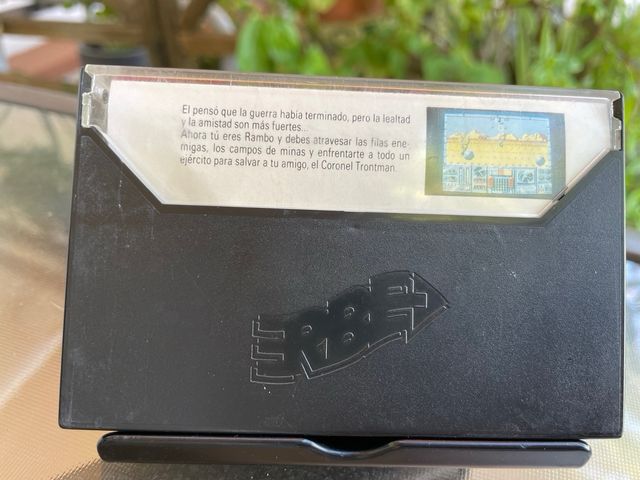 El pensó que la guerra había terminado, pero la lealtad
y la amistad son más fuertes...
Ahora tú eres Rambo y debes atravesar las filas ene-
migas, los campos de minas y enfrentarte a todo un
ejército para salvar a tu amigo, el Coronel Trontman.
ERBE